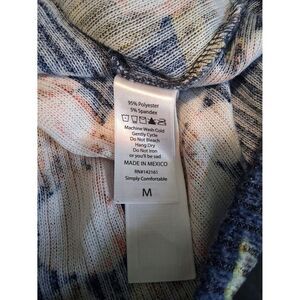 95% Polyester
5% Spandex
Machine Wash Cold
Gently Cycle
Do Not Bleach
Hang Dry
Do Not Iron
or you'll be sad
MADE IN MEXICO
RN#142161
Simply Comfortable
M